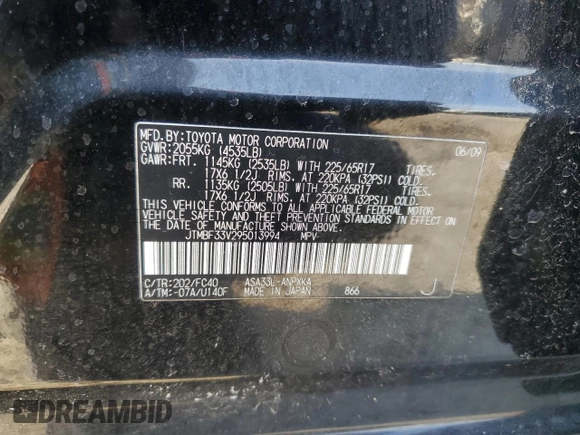 MFD.BY:TOYOTA MOTOR CORPORATION 06/09
GVWR:2055KG (4535LB)
GAWR:FRT. 1145KG (2535LB) WITH 225/65R17 TIRES.
17X6 1/2J RIMS, AT 220KPA (32PSI) COLD.
RR. 1135KG (2505LB) WITH 225/65R17 TIRES.
17X6 1/2J RIMS, AT 220KPA (32PSI) COLD.
THIS VEHICLE CONFORMS TO ALL APPLICABLE FEDERAL MOTOR
VEHICLE SAFETY AND THEFT PREVENTION STANDARDS IN EFFECT ON
THE DATE OF MANUFACTURE SHOWN ABOVE.
JTMBF33V295013994 MPV
C/TR:202/FC40 ASA33L-ANPXKA
A/TM:-07A/U140F MADE IN JAPAN 866 J
DREAMBID